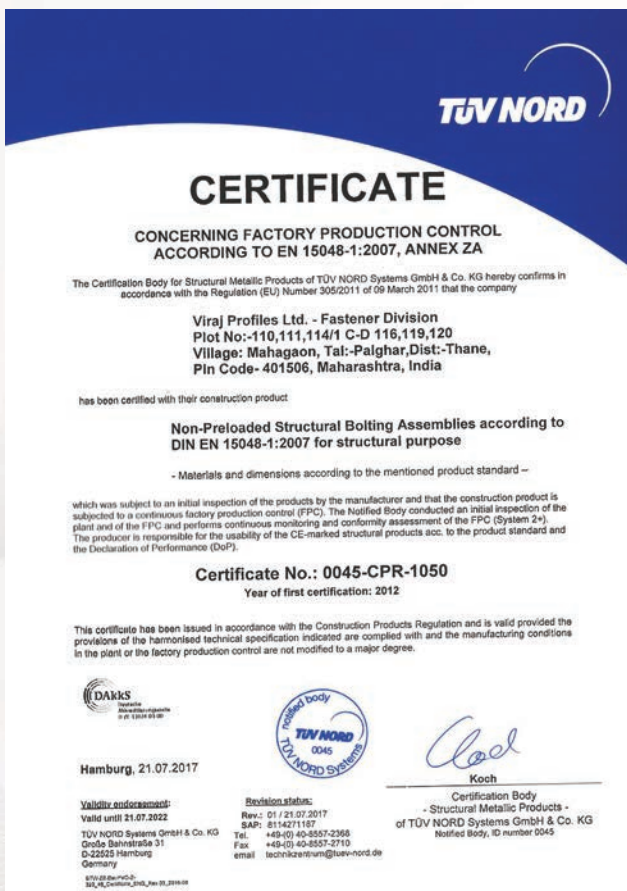 TÜV NORD
CERTIFICATE
CONCERNING FACTORY PRODUCTION CONTROL
ACCORDING TO EN 15048-1:2007, ANNEX ZA
The Certification Body for Structural Metallic Products of TÜV NORD Systems GmbH & Co. KG hereby confirms in
accordance with the Regulation (EU) Number 305/2011 of 09 March 2011 that the company
Viraj Profiles Ltd. - Fastener Division
Plot No:-110,111,114/1 C-D 116,119,120
Village: Mahagaon, Tal:-Palghar,Dist:-Thane,
Pin Code- 401506, Maharashtra, India
has been certified with their construction product
Non-Preloaded Structural Bolting Assemblies according to
DIN EN 15048-1:2007 for structural purpose
- Materials and dimensions according to the mentioned product standard –
which was subject to an initial inspection of the products by the manufacturer and that the construction product is
subjected to a continuous factory production control (FPC). The Notified Body conducted an initial inspection of the
plant and of the FPC and performs continuous monitoring and conformity assessment of the FPC (System 2+).
The producer is responsible for the usability of the CE-marked structural products acc. to the product standard and
the Declaration of Performance (DoP).
Certificate No.: 0045-CPR-1050
Year of first certification: 2012
This certificate has been issued in accordance with the Construction Products Regulation and is valid provided the
provisions of the harmonised technical specification indicated are complied with and the manufacturing conditions
in the plant or the factory production control are not modified to a major degree.
DAkkS
Deutsche
Akkreditierungsstelle
notified body
TÜV NORD
0045
TÜV NORD Systems
Hamburg, 21.07.2017
Koch
Certification Body
- Structural Metallic Products -
of TÜV NORD Systems GmbH & Co. KG
Notified Body, ID number 0045
Validity endorsement:
Valid until 21.07.2022
TÜV NORD Systems GmbH & Co. KG
Große Bahnstraße 31
D-22525 Hamburg
Germany
Revision status:
Rev.: 01 / 21.07.2017
SAP: 8114271187
Tel. +49-(0) 40-8557-2368
Fax +49-(0) 40-8557-2710
email technikzentrum@tuev-nord.de